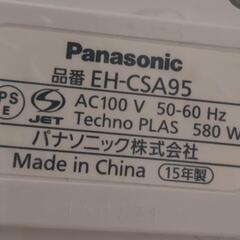 Panasonic
品番 EH-CSA95
PS
E
JET
AC100 V 50-60 Hz
Techno PLAS 580 W
パナソニック株式会社
Made in China 15年製